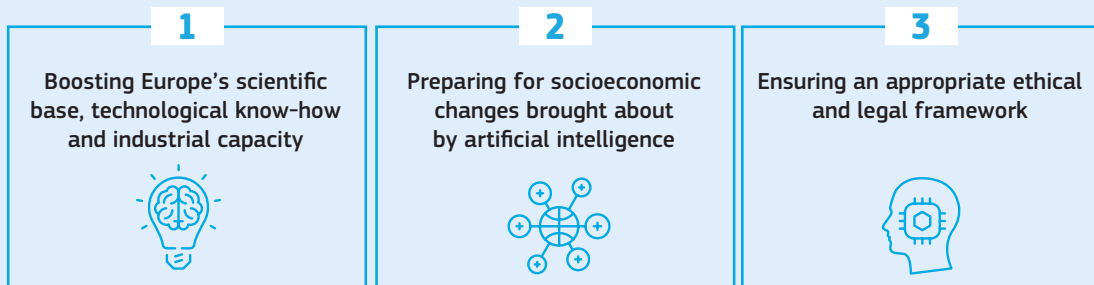 1
Boosting Europe's scientific
base, technological know-how
and industrial capacity
2
Preparing for socioeconomic
changes brought about
by artificial intelligence
3
Ensuring an appropriate ethical
and legal framework